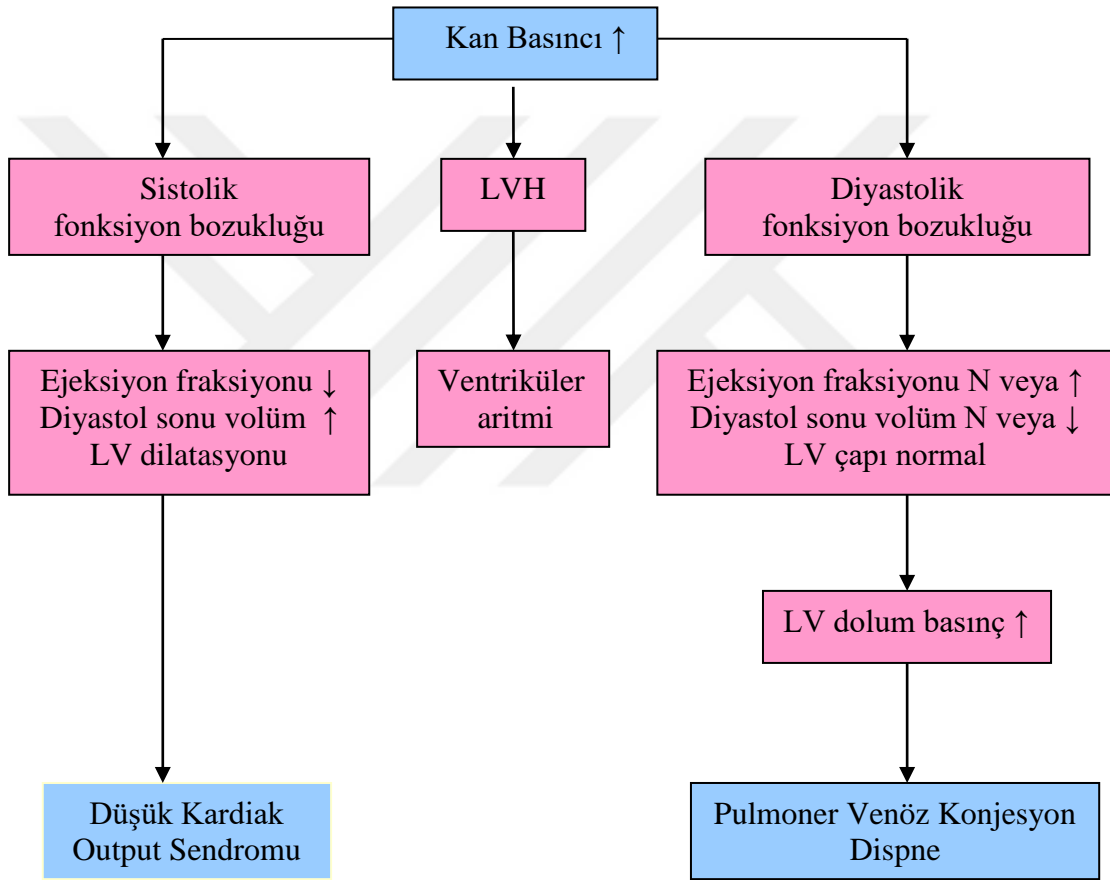 Kan Basıncı ↑
Sistolik
fonksiyon bozukluğu
LVH
Diyastolik
fonksiyon bozukluğu
Ejeksiyon fraksiyonu ↓
Diyastol sonu volüm ↑
LV dilatasyonu
Ventriküler
aritmi
Ejeksiyon fraksiyonu N veya ↑
Diyastol sonu volüm N veya ↓
LV çapı normal
LV dolum basınç ↑
Düşük Kardiak
Output Sendromu
Pulmoner Venöz Konjesyon
Dispne